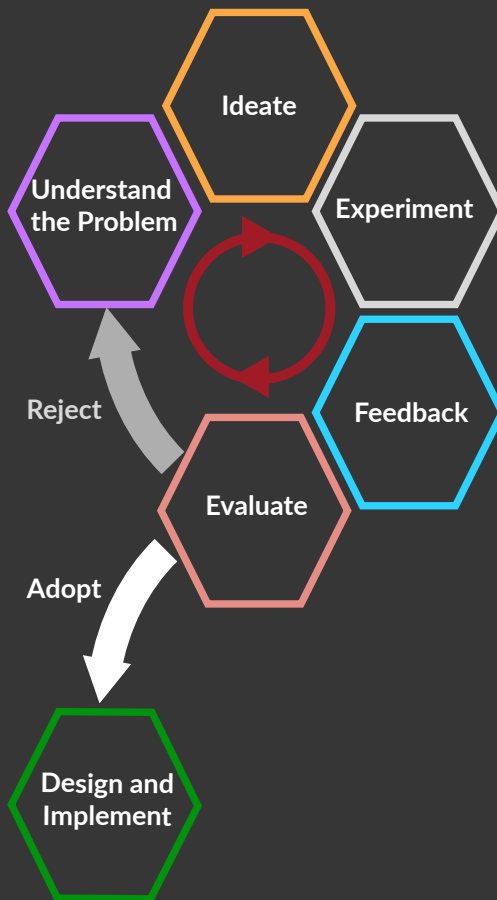 Ideate
Understand
the Problem
Experiment
Reject
Feedback
Evaluate
Adopt
Design and
Implement